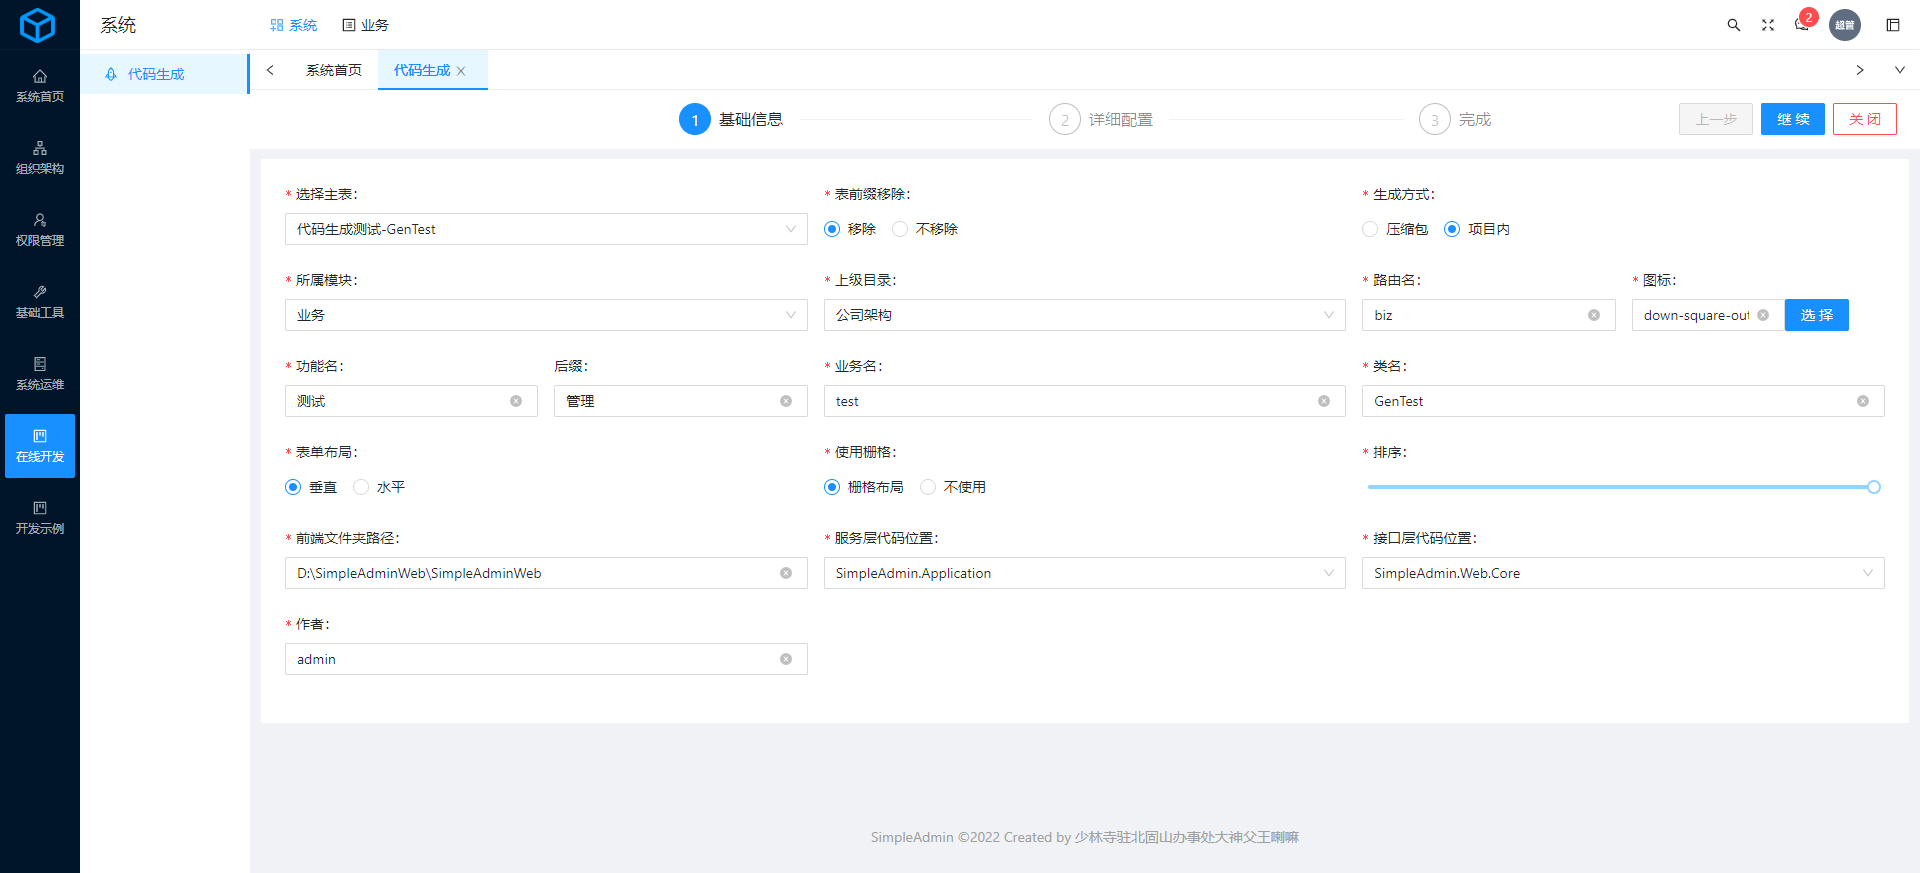 系统
系统
业务
2
超管
系统首页
组织架构
权限管理
基础工具
系统运维
在线开发
开发示例
代码生成
系统首页
代码生成
1 基础信息
2 详细配置
3 完成
上一步
继 续
关 闭
* 选择主表:
代码生成测试-GenTest
* 表前缀移除:
移除 不移除
* 生成方式:
压缩包 项目内
* 所属模块:
业务
* 上级目录:
公司架构
* 路由名:
biz
* 图标:
down-square-out
选 择
* 功能名:
测试
后缀:
管理
* 业务名:
test
* 类名:
GenTest
* 表单布局:
垂直 水平
* 使用栅格:
栅格布局 不使用
* 排序:
* 前端文件夹路径:
D:\SimpleAdminWeb\SimpleAdminWeb
* 服务层代码位置:
SimpleAdmin.Application
* 接口层代码位置:
SimpleAdmin.Web.Core
* 作者:
admin
SimpleAdmin ©2022 Created by 少林寺驻北固山办事处大神父王喇嘛